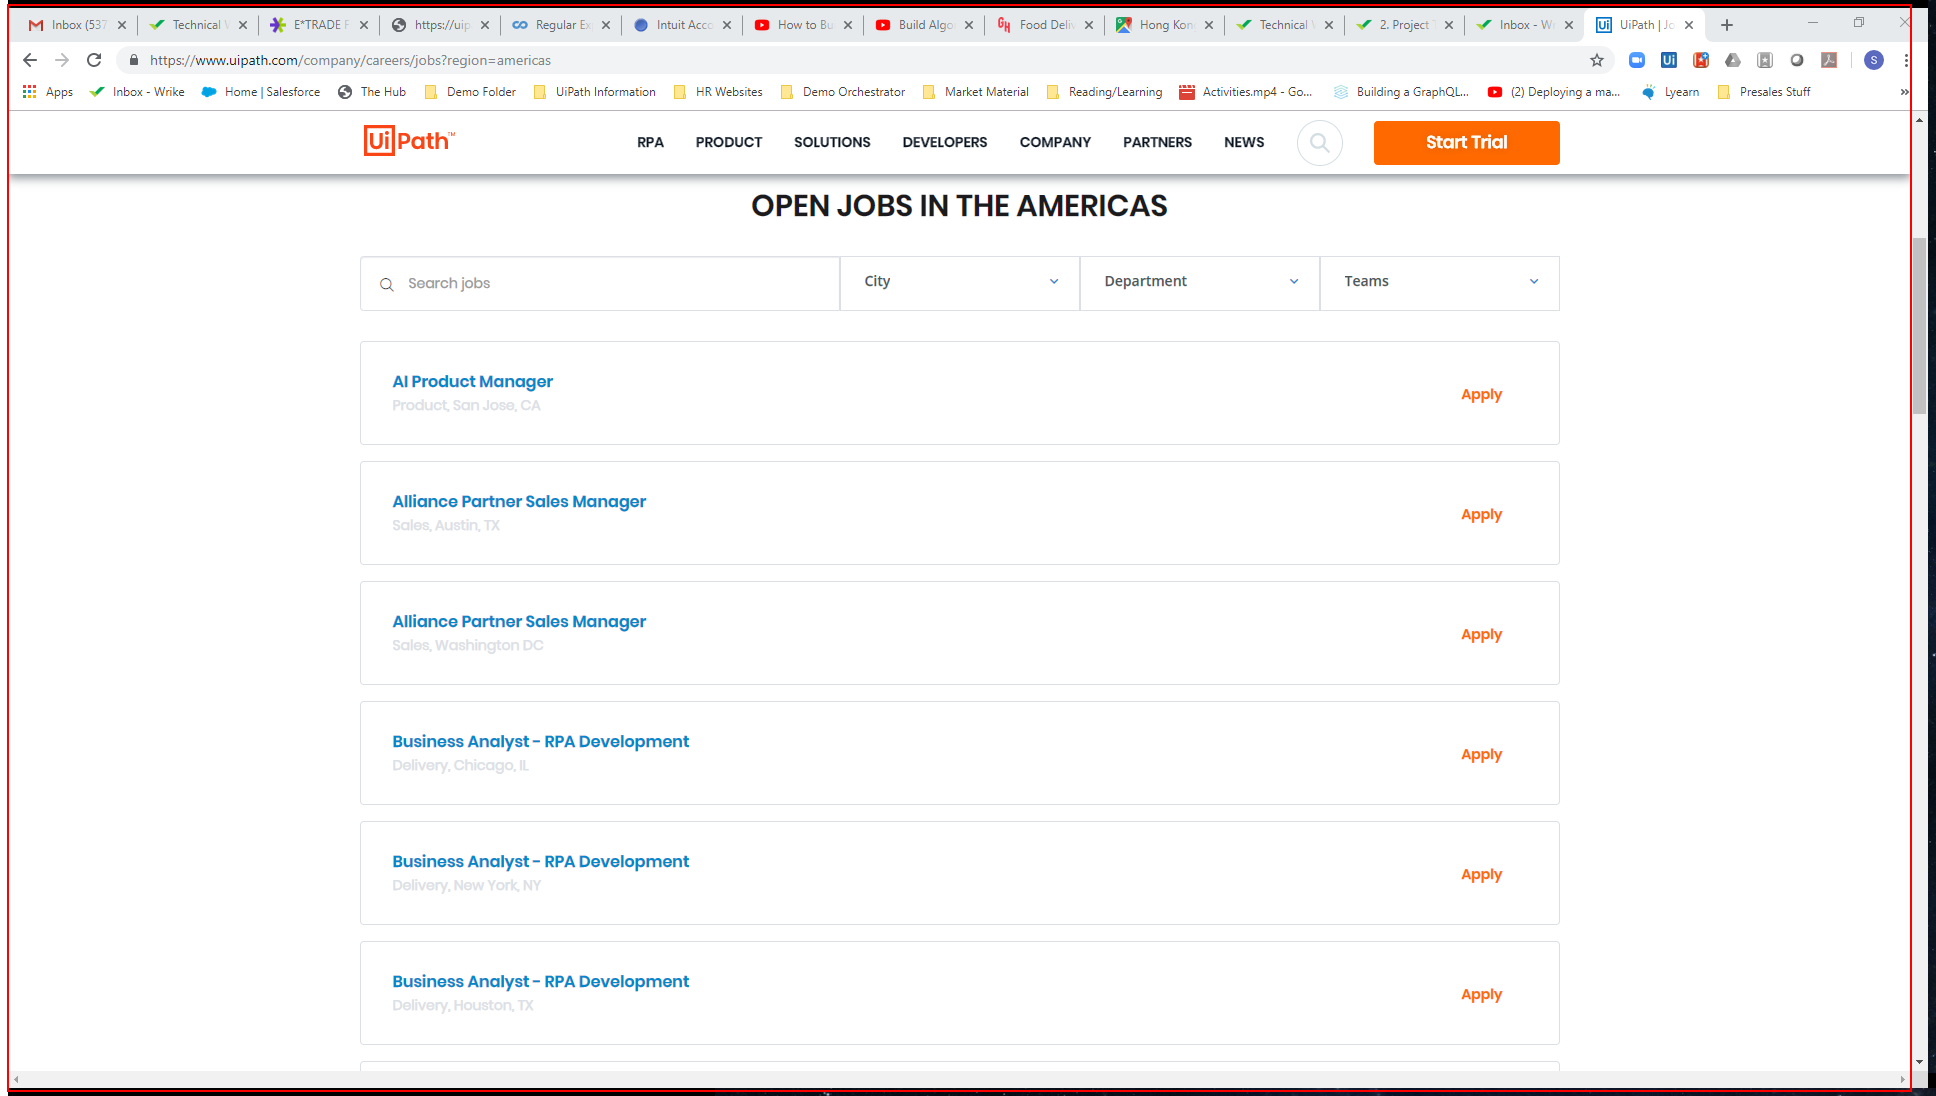 Inbox (537 Technical E*TRADE F https://uip Regular Ex Intuit Acco How to Bu Build Algo Food Deliv Hong Kon Technical 2. Project Inbox - W UiPath | Jo
https://www.uipath.com/company/careers/jobs?region=americas S
Apps Inbox - Wrike Home | Salesforce The Hub Demo Folder UiPath Information HR Websites Demo Orchestrator Market Material Reading/Learning Activities.mp4 - Go... Building a GraphQL... (2) Deploying a ma... Lyearn Presales Stuff »
UiPath™ RPA PRODUCT SOLUTIONS DEVELOPERS COMPANY PARTNERS NEWS Start Trial
OPEN JOBS IN THE AMERICAS
Search jobs City Department Teams
AI Product Manager
Product, San Jose, CA
Apply
Alliance Partner Sales Manager
Sales, Austin, TX
Apply
Alliance Partner Sales Manager
Sales, Washington DC
Apply
Business Analyst - RPA Development
Delivery, Chicago, IL
Apply
Business Analyst - RPA Development
Delivery, New York, NY
Apply
Business Analyst - RPA Development
Delivery, Houston, TX
Apply